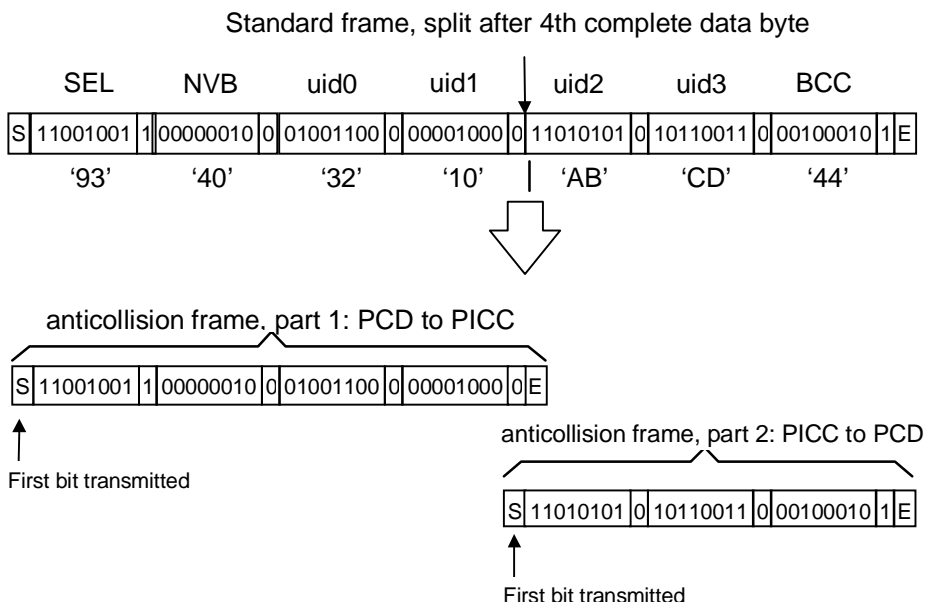 Standard frame, split after 4th complete data byte
SEL NVB uid0 uid1 uid2 uid3 BCC
S 11001001 1 00000010 0 01001100 0 00001000 0 11010101 0 10110011 0 00100010 1 E
‘93’ ‘40’ ‘32’ ‘10’ ‘AB’ ‘CD’ ‘44’
anticollision frame, part 1: PCD to PICC
S 11001001 1 00000010 0 01001100 0 00001000 0 E
First bit transmitted
anticollision frame, part 2: PICC to PCD
S 11010101 0 10110011 0 00100010 1 E
First bit transmitted